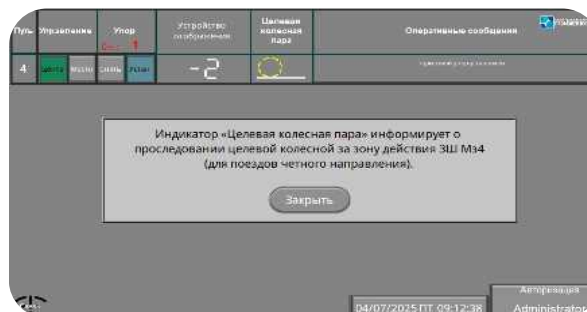 Путь Управление Упор Устройство отображения Целевая колесная пара Оперативные сообщения
1
4 -2
Индикатор «Целевая колесная пара» информирует о
проследовании целевой колесной за зону действия ЗШ Мз4
(для поездов четного направления).
Закрыть
Авторизация
04/07/2025 ПТ 09:12:38 Administrator